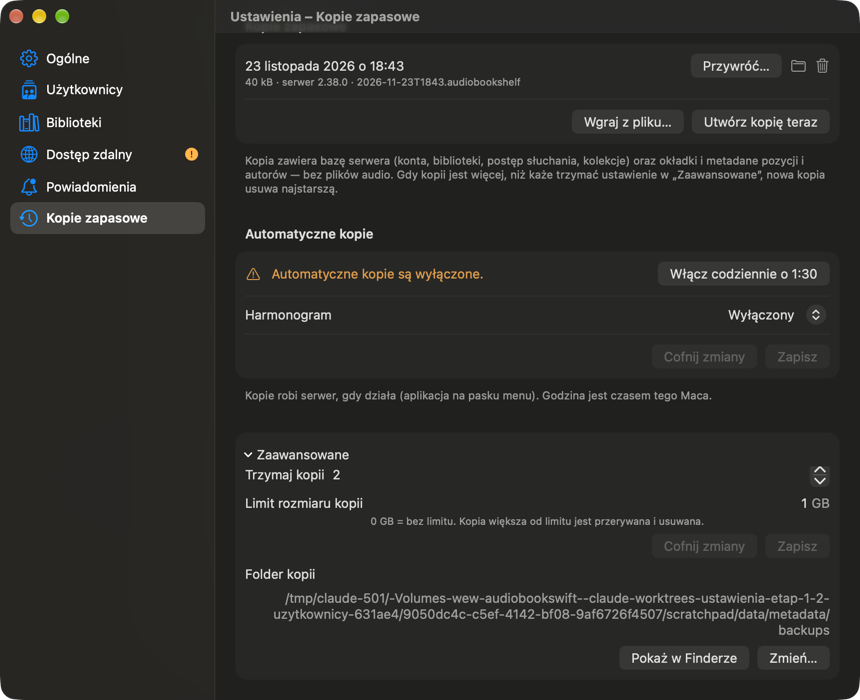 Ustawienia – Kopie zapasowe
Ogólne
Użytkownicy
Biblioteki
Dostęp zdalny
Powiadomienia
Kopie zapasowe
23 listopada 2026 o 18:43
Przywróć...
40 kB · serwer 2.38.0 · 2026-11-23T1843.audiobookshelf
Wgraj z pliku...
Utwórz kopię teraz
Kopia zawiera bazę serwera (konta, biblioteki, postęp słuchania, kolekcje) oraz okładki i metadane pozycji i
autorów — bez plików audio. Gdy kopii jest więcej, niż każe trzymać ustawienie w „Zaawansowane”, nowa kopia
usuwa najstarszą.
Automatyczne kopie
Automatyczne kopie są wyłączone.
Włącz codziennie o 1:30
Harmonogram
Wyłączony
Cofnij zmiany
Zapisz
Kopie robi serwer, gdy działa (aplikacja na pasku menu). Godzina jest czasem tego Maca.
Zaawansowane
Trzymaj kopii 2
Limit rozmiaru kopii
1 GB
0 GB = bez limitu. Kopia większa od limitu jest przerywana i usuwana.
Cofnij zmiany
Zapisz
Folder kopii
/tmp/claude-501/-Volumes-wew-audiobookswift--claude-worktrees-ustawienia-etap-1-2-
uzytkownicy-631ae4/9050dc4c-c5ef-4142-bf08-9af6726f4507/scratchpad/data/metadata/
backups
Pokaż w Finderze
Zmień...